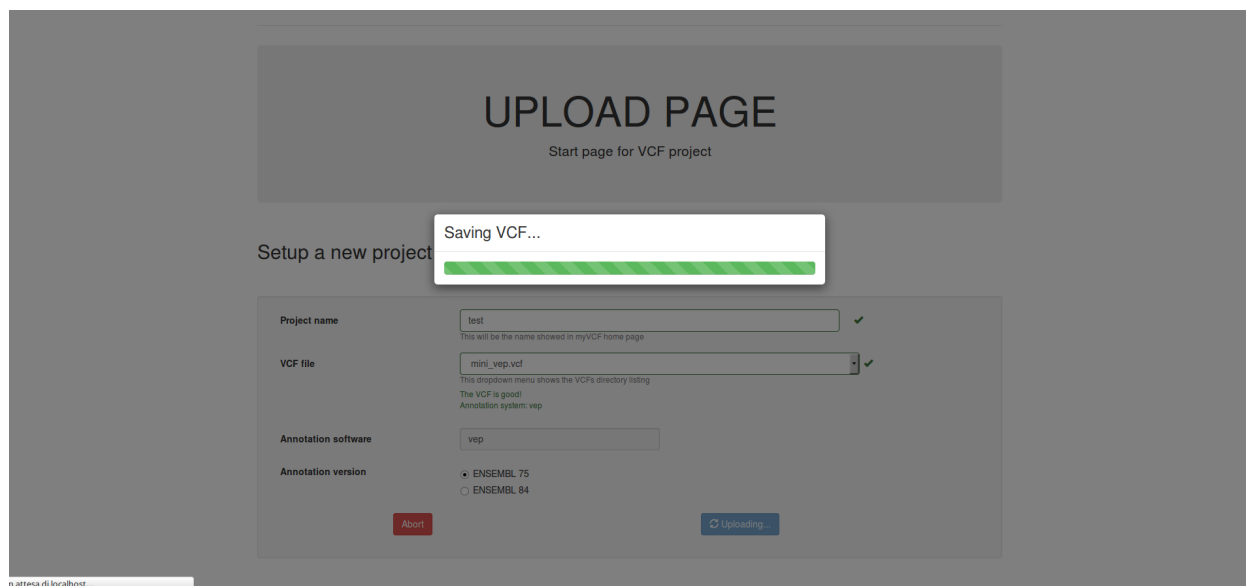 UPLOAD PAGE
Start page for VCF project
Saving VCF...
Setup a new project
Project name
test
This will be the name showed in myVCF home page
VCF file
mini_vep.vcf
This dropdown menu shows the VCFs directory listing
The VCF is good!
Annotation system: vep
Annotation software
vep
Annotation version
ENSEMBL 75
ENSEMBL 84
Abort
Uploading...
n attesa di localhost...